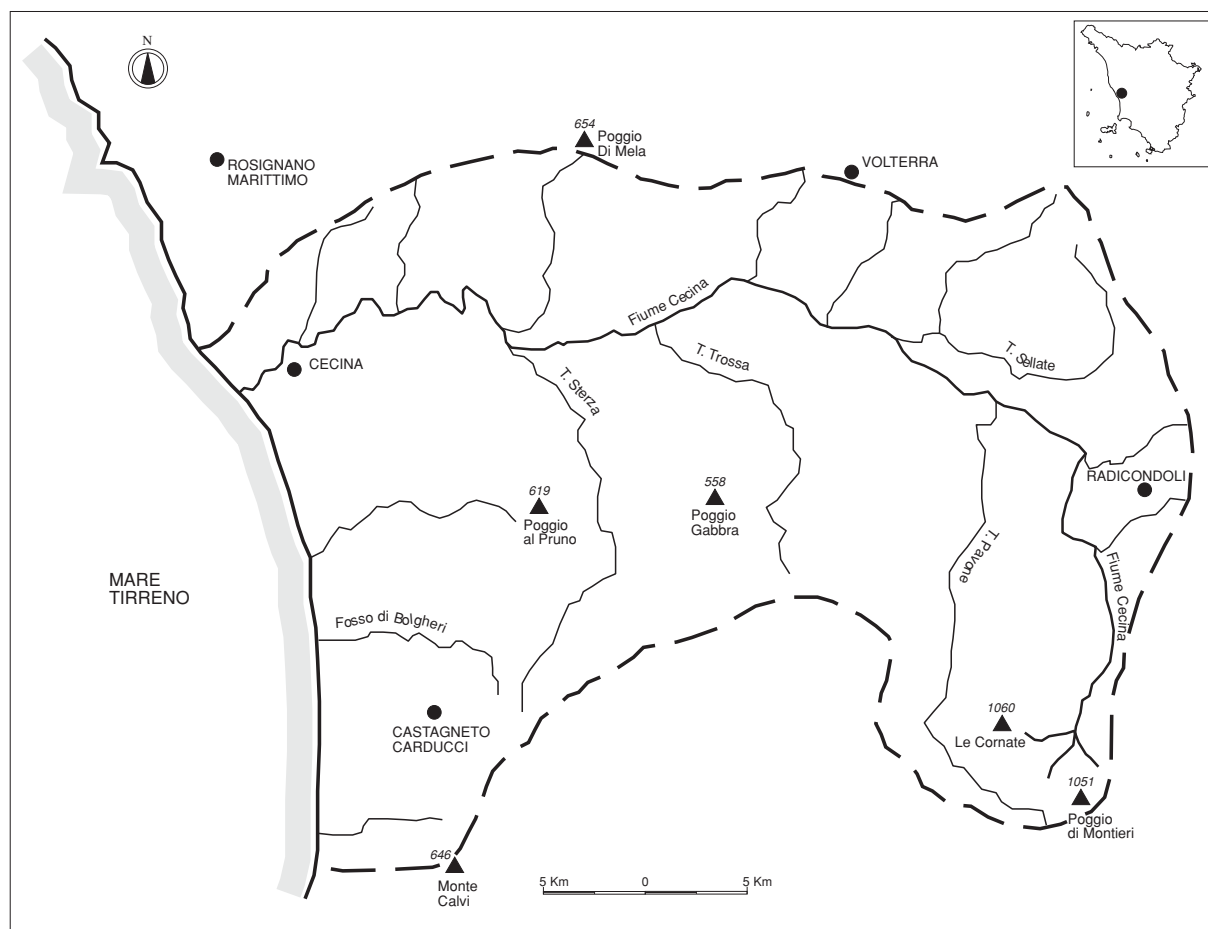 N
654
Poggio
Di Mela
ROSIGNANO
MARITTIMO
VOLTERRA
Fiume Cecina
CECINA
T. Sterza
T. Trossa
T. Sellate
RADICONDOLI
619
Poggio
al Pruno
558
Poggio
Gabbra
T. Pavone
Fiume Cecina
MARE
TIRRENO
Fosso di Bolgheri
CASTAGNETO
CARDUCCI
1060
Le Cornate
1051
Poggio
di Montieri
646
Monte
Calvi
5 Km
0
5 Km